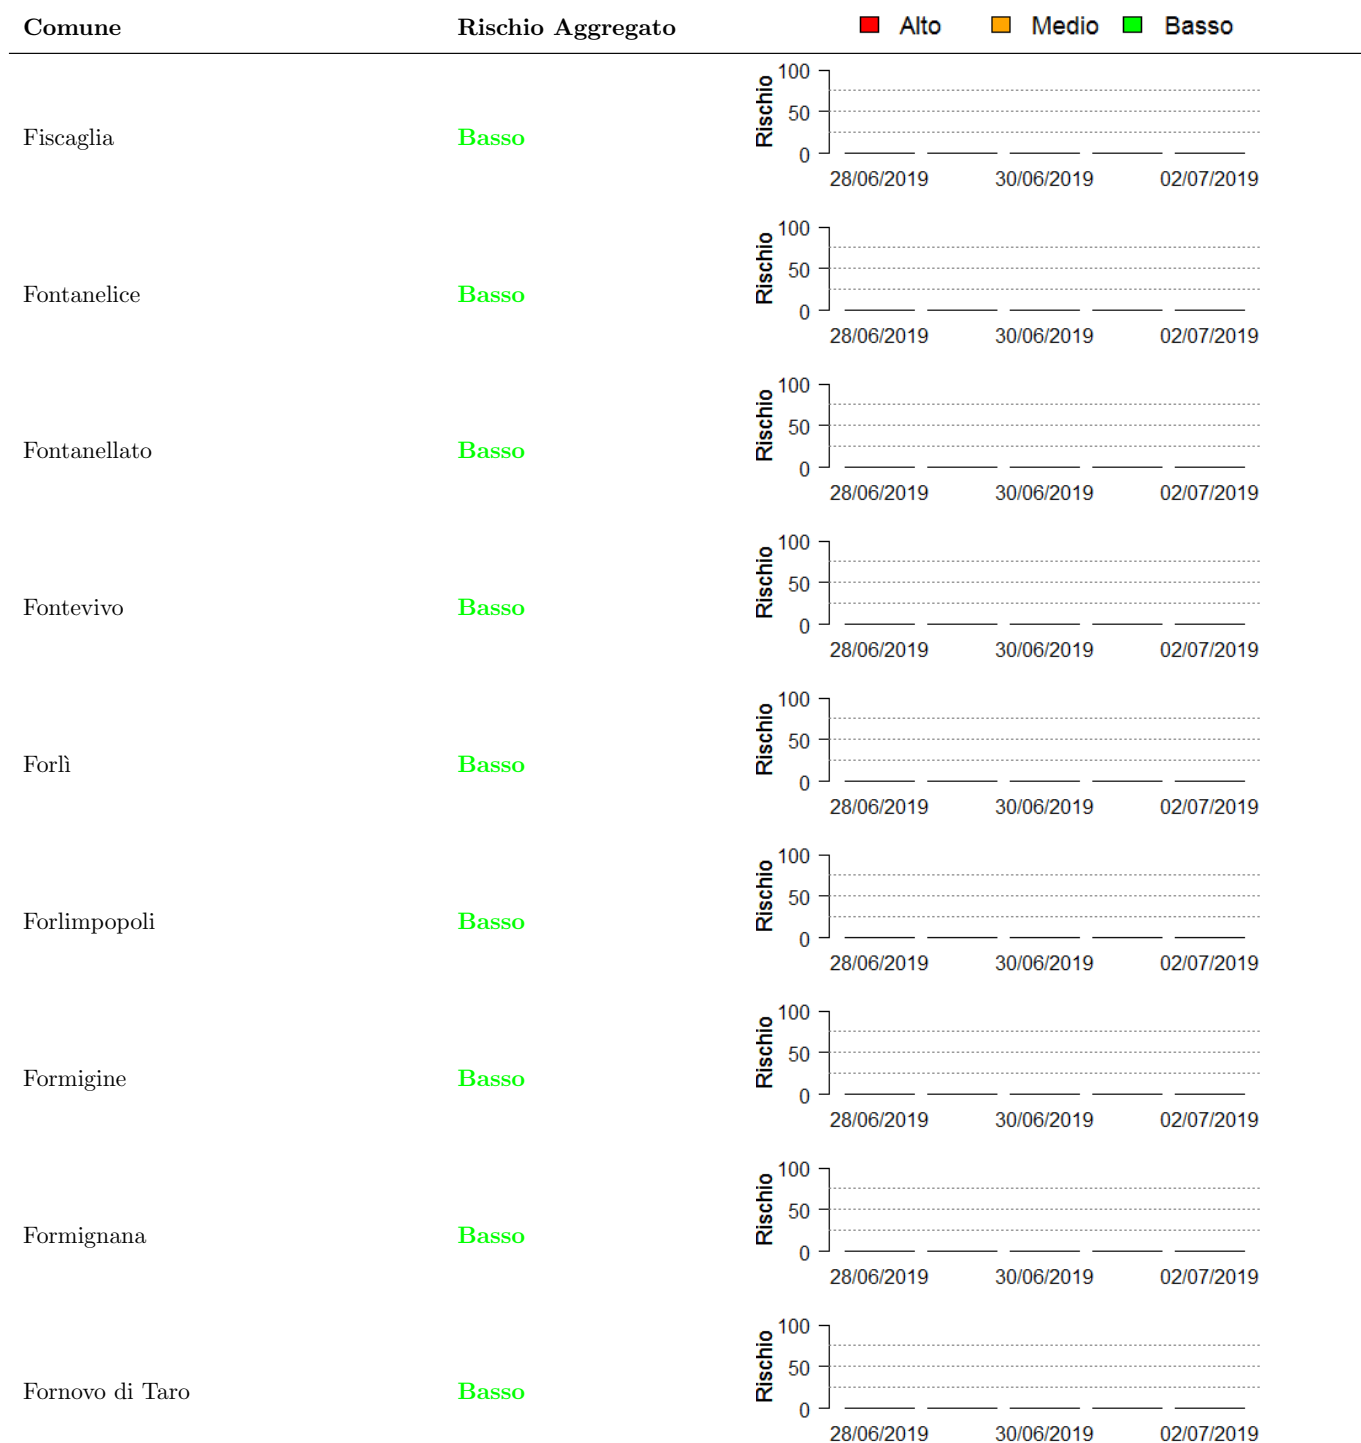 Comune Rischio Aggregato Alto Medio Basso
Fiscaglia Basso Rischio 100 50 0
28/06/2019 30/06/2019 02/07/2019
Fontanelice Basso Rischio 100 50 0
28/06/2019 30/06/2019 02/07/2019
Fontanellato Basso Rischio 100 50 0
28/06/2019 30/06/2019 02/07/2019
Fontevivo Basso Rischio 100 50 0
28/06/2019 30/06/2019 02/07/2019
Forlì Basso Rischio 100 50 0
28/06/2019 30/06/2019 02/07/2019
Forlimpopoli Basso Rischio 100 50 0
28/06/2019 30/06/2019 02/07/2019
Formigine Basso Rischio 100 50 0
28/06/2019 30/06/2019 02/07/2019
Formignana Basso Rischio 100 50 0
28/06/2019 30/06/2019 02/07/2019
Fornovo di Taro Basso Rischio 100 50 0
28/06/2019 30/06/2019 02/07/2019